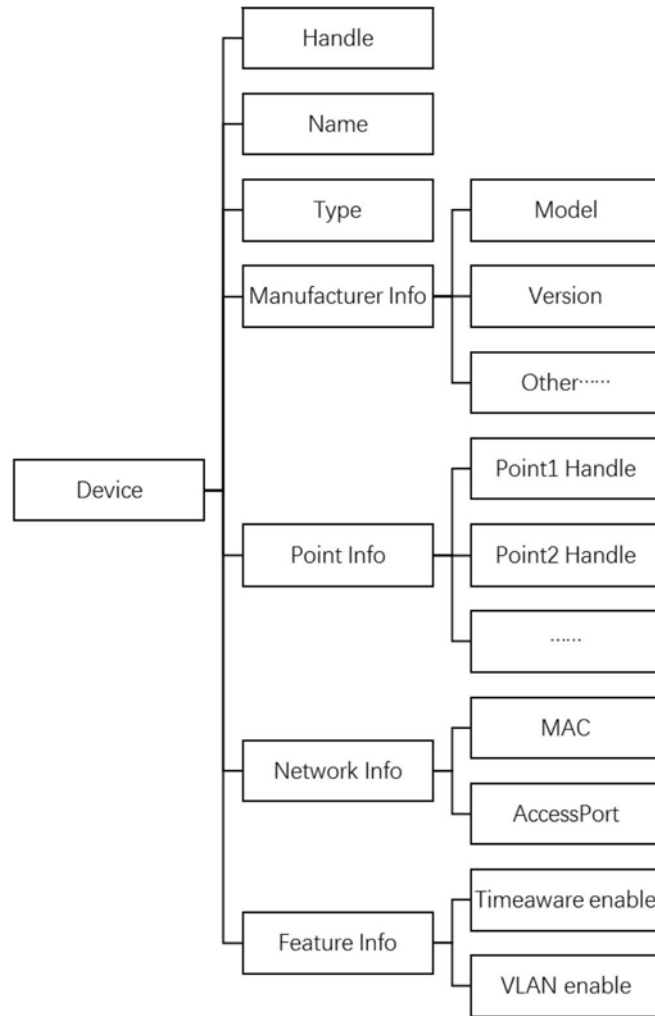 Handle
Name
Type
Manufacturer Info
Model
Version
Other······
Device
Point Info
Point1 Handle
Point2 Handle
······
Network Info
MAC
AccessPort
Feature Info
Timeaware enable
VLAN enable